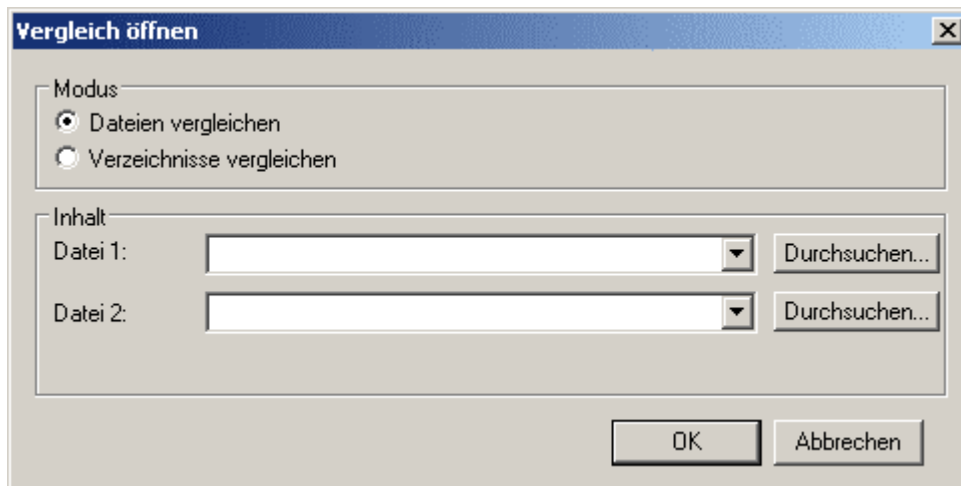 Vergleich öffnen
Modus
Dateien vergleichen
Verzeichnisse vergleichen
Inhalt
Datei 1:
Durchsuchen...
Datei 2:
Durchsuchen...
OK
Abbrechen